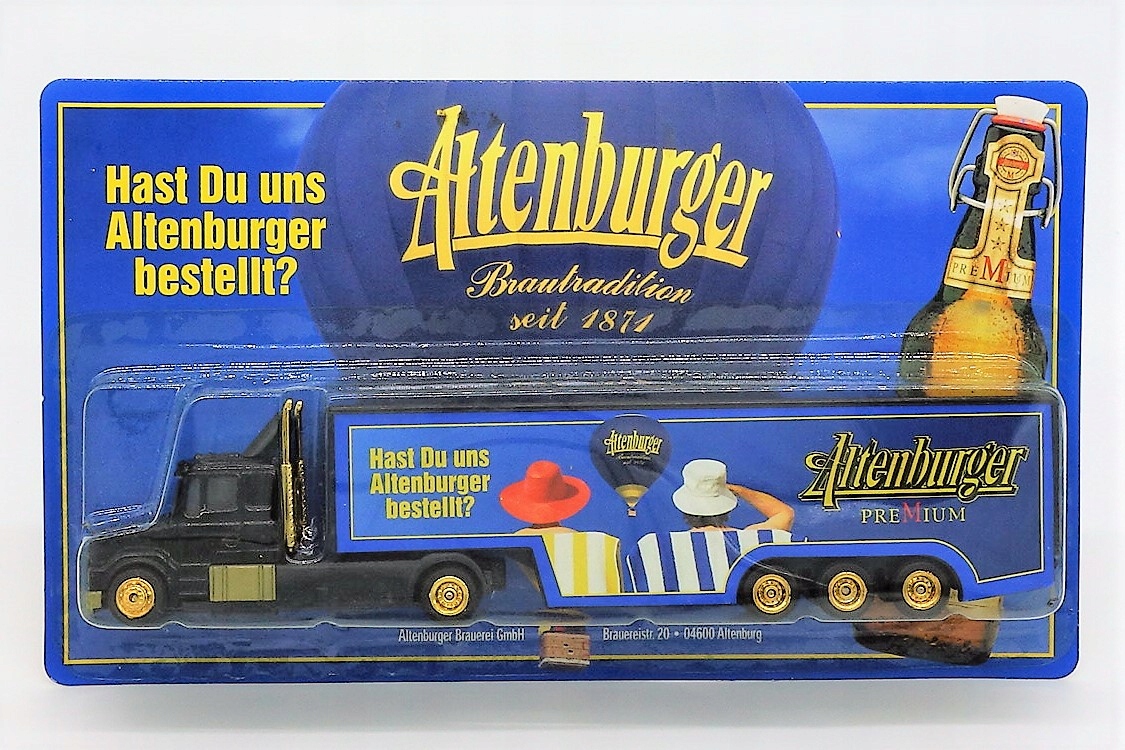 Hast Du uns
Altenburger
bestellt?
Altenburger
Brautradition
seit 1871
PREMIUM
Hast Du uns
Altenburger
bestellt?
Altenburger
Altenburger
PREMIUM
Altenburger Brauerei GmbH Brauereistr. 20 • 04600 Altenburg